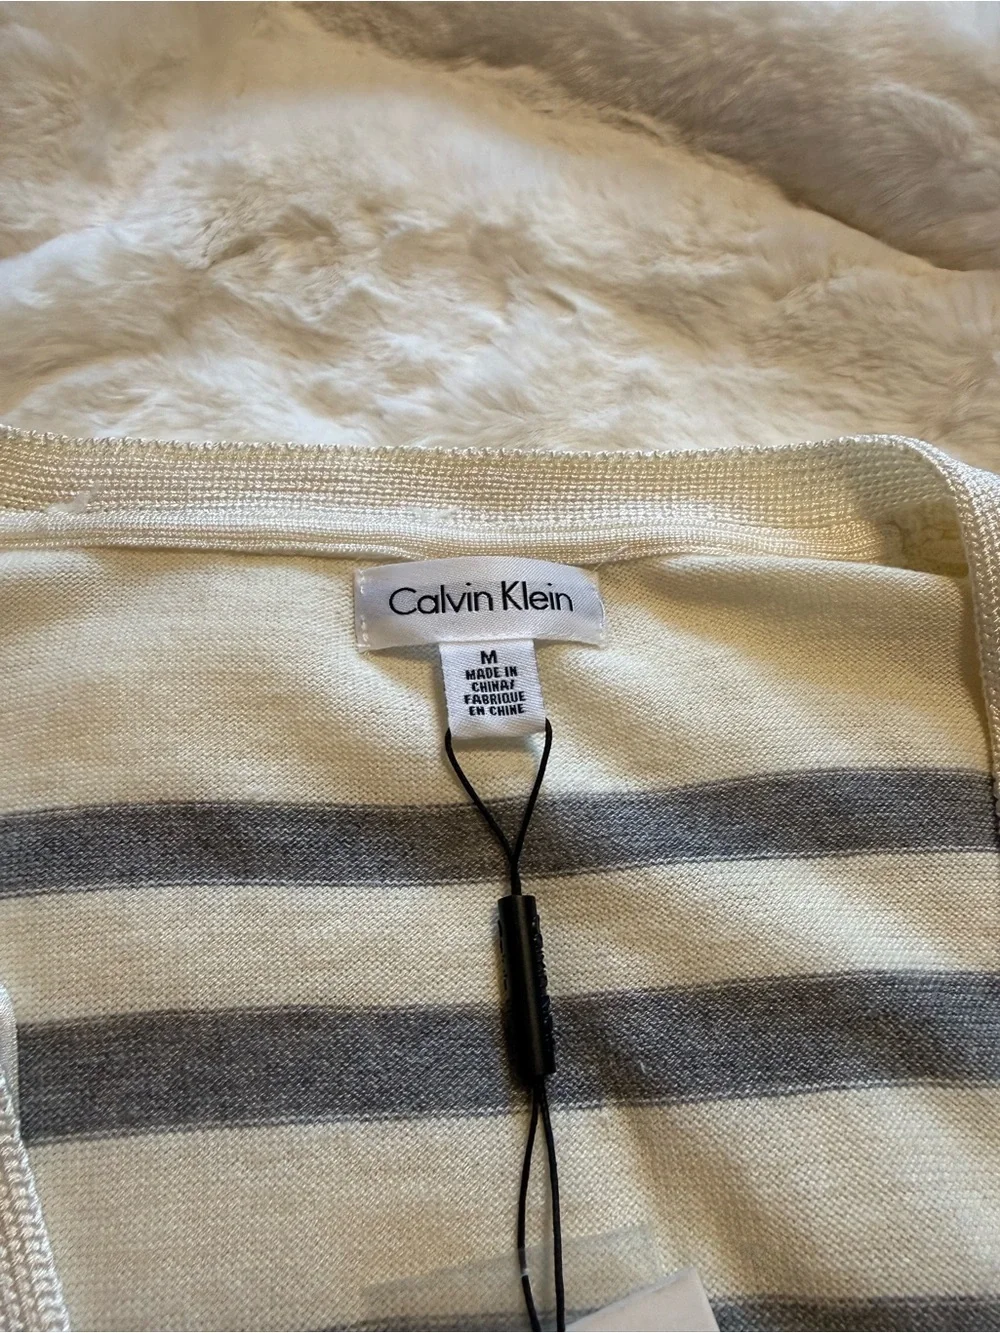 Calvin Klein
M
MADE IN
CHINA/
FABRIQUE
EN CHINE